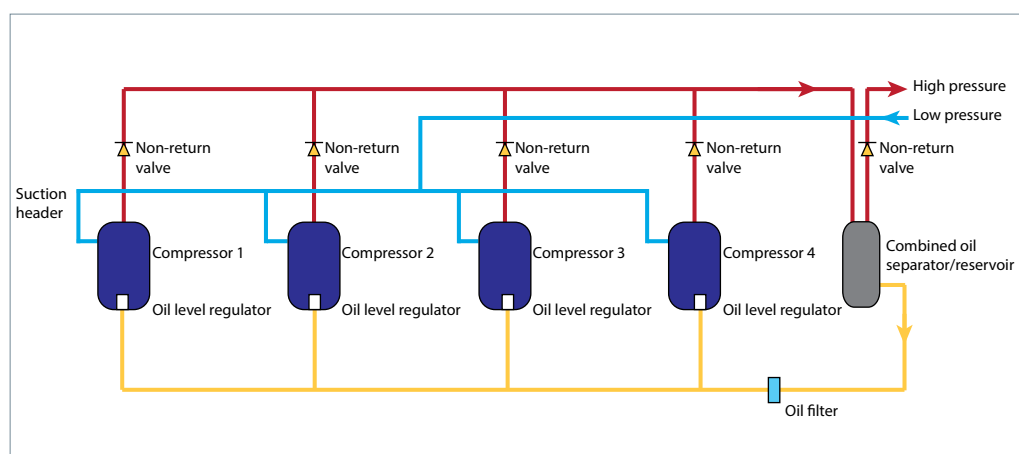 High pressure
Low pressure
Non-return
valve
Non-return
valve
Non-return
valve
Non-return
valve
Non-return
valve
Suction
header
Compressor 1
Compressor 2
Compressor 3
Compressor 4
Combined oil
separator/reservoir
Oil level regulator
Oil level regulator
Oil level regulator
Oil level regulator
Oil filter